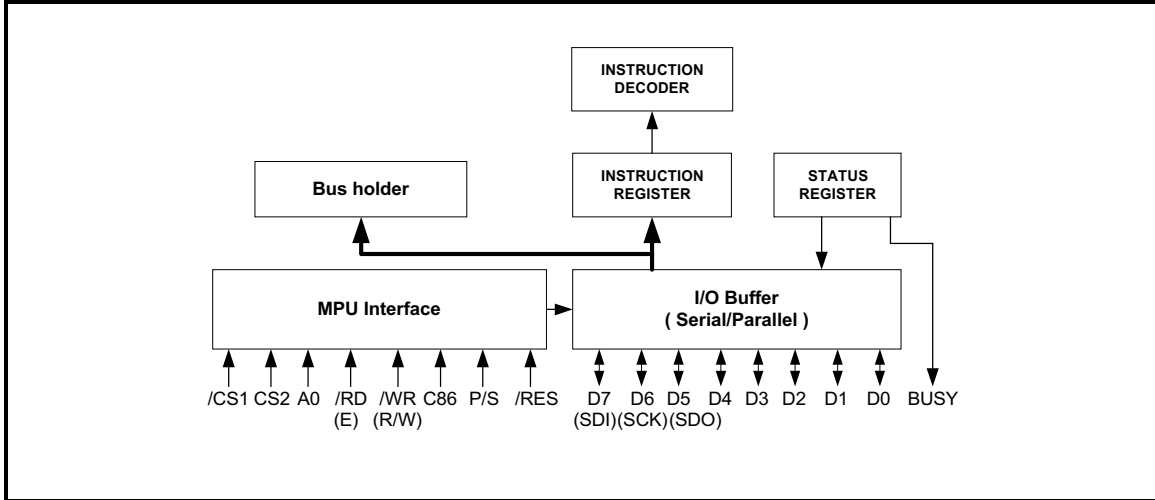 INSTRUCTION
DECODER
Bus holder
INSTRUCTION
REGISTER
STATUS
REGISTER
MPU Interface
I/O Buffer
( Serial/Parallel )
/CS1 CS2 A0 /RD /WR C86 P/S /RES D7 D6 D5 D4 D3 D2 D1 D0 BUSY
(E) (R/W) (SDI) (SCK) (SDO)